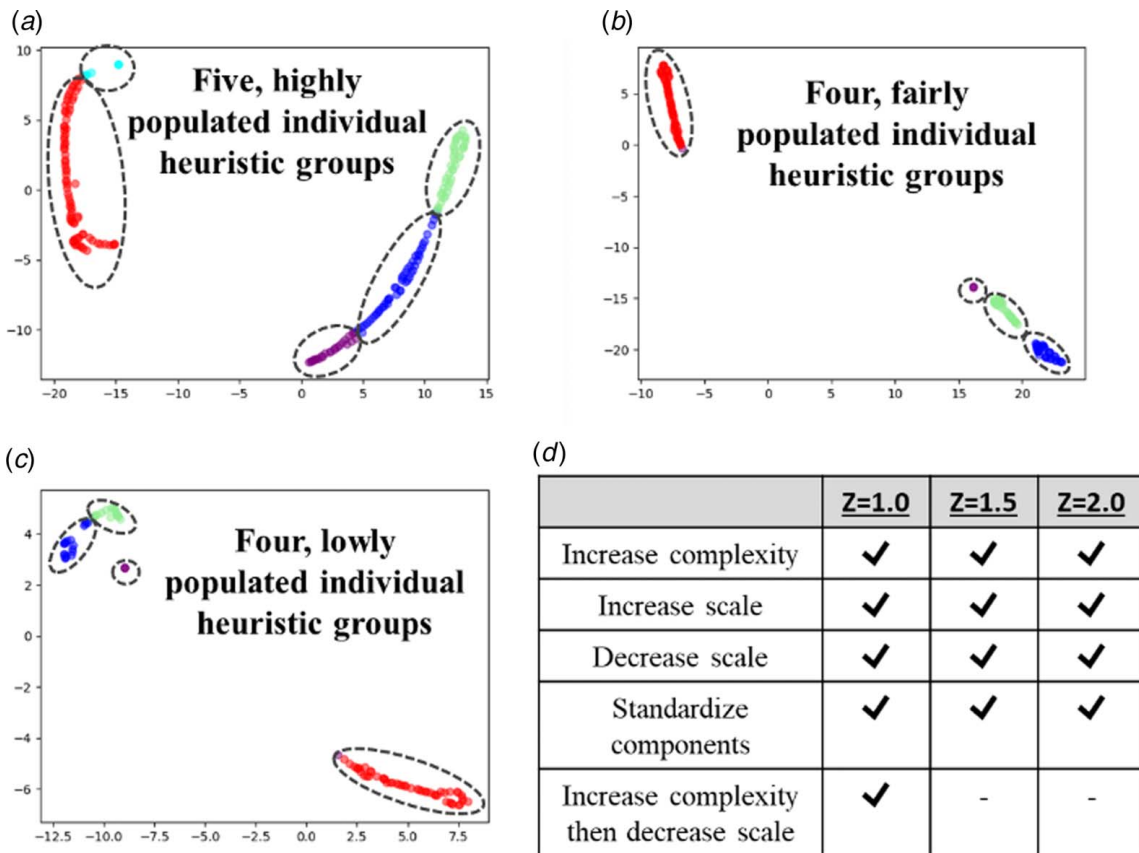 (a)
10
5
0
−5
−10
−20
−15
−10
−5
0
5
10
15
Five, highly
populated individual
heuristic groups
(b)
5
0
−5
−10
−15
−20
−10
−5
0
5
10
15
20
Four, fairly
populated individual
heuristic groups
(c)
4
2
0
−2
−4
−6
−12.5
−10.0
−7.5
−5.0
−2.5
0.0
2.5
5.0
7.5
Four, lowly
populated individual
heuristic groups
(d)
Z=1.0 Z=1.5 Z=2.0
Increase complexity ✓ ✓ ✓
Increase scale ✓ ✓ ✓
Decrease scale ✓ ✓ ✓
Standardize
components ✓ ✓ ✓
Increase complexity
then decrease scale ✓ - -